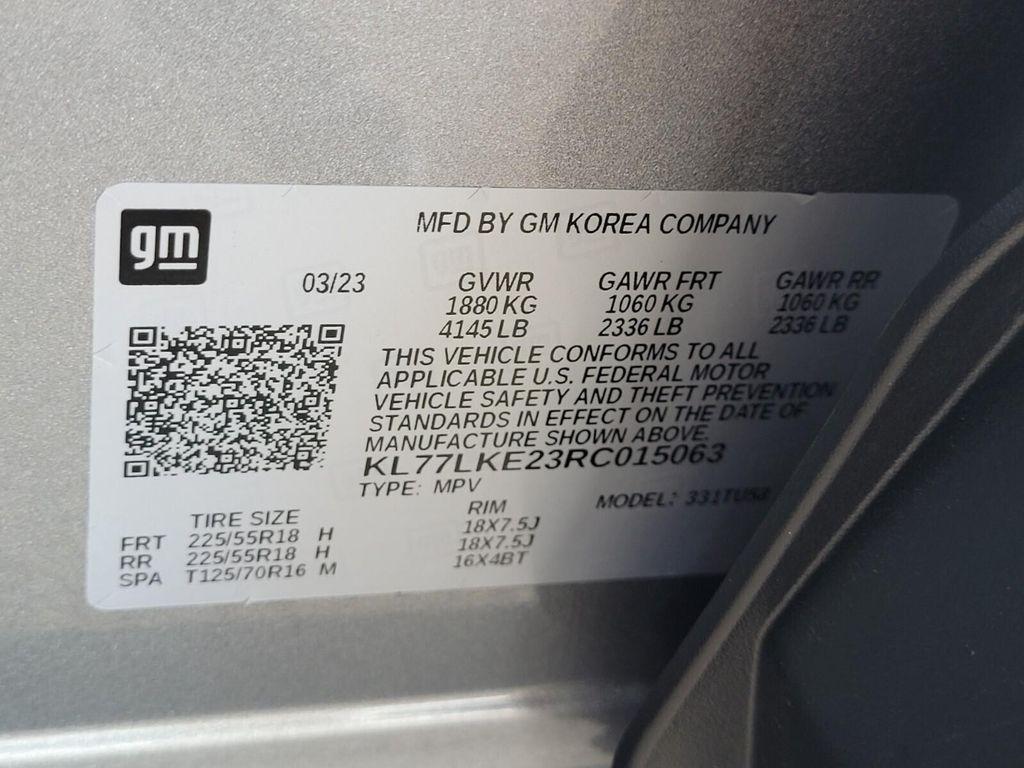 gm
MFD BY GM KOREA COMPANY
03/23 GVWR GAWR FRT GAWR RR
1880 KG 1060 KG 1060 KG
4145 LB 2336 LB 2336 LB
THIS VEHICLE CONFORMS TO ALL
APPLICABLE U.S. FEDERAL MOTOR
VEHICLE SAFETY AND THEFT PREVENTION
STANDARDS IN EFFECT ON THE DATE OF
MANUFACTURE SHOWN ABOVE.
KL77LKE23RC015063
TYPE: MPV MODEL:
TIRE SIZE RIM
FRT 225/55R18 H 18X7.5J
RR 225/55R18 H 18X7.5J
SPA T125/70R16 M 16X4BT